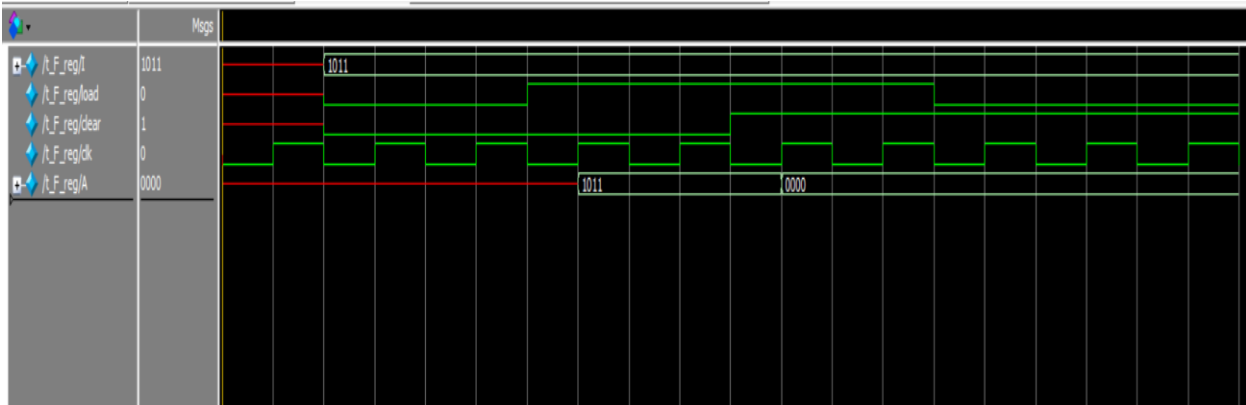 Msgs
/t_F_reg/I 1011 1011
/t_F_reg/load 0
/t_F_reg/clear 1
/t_F_reg/clk 0
/t_F_reg/A 0000 1011 0000